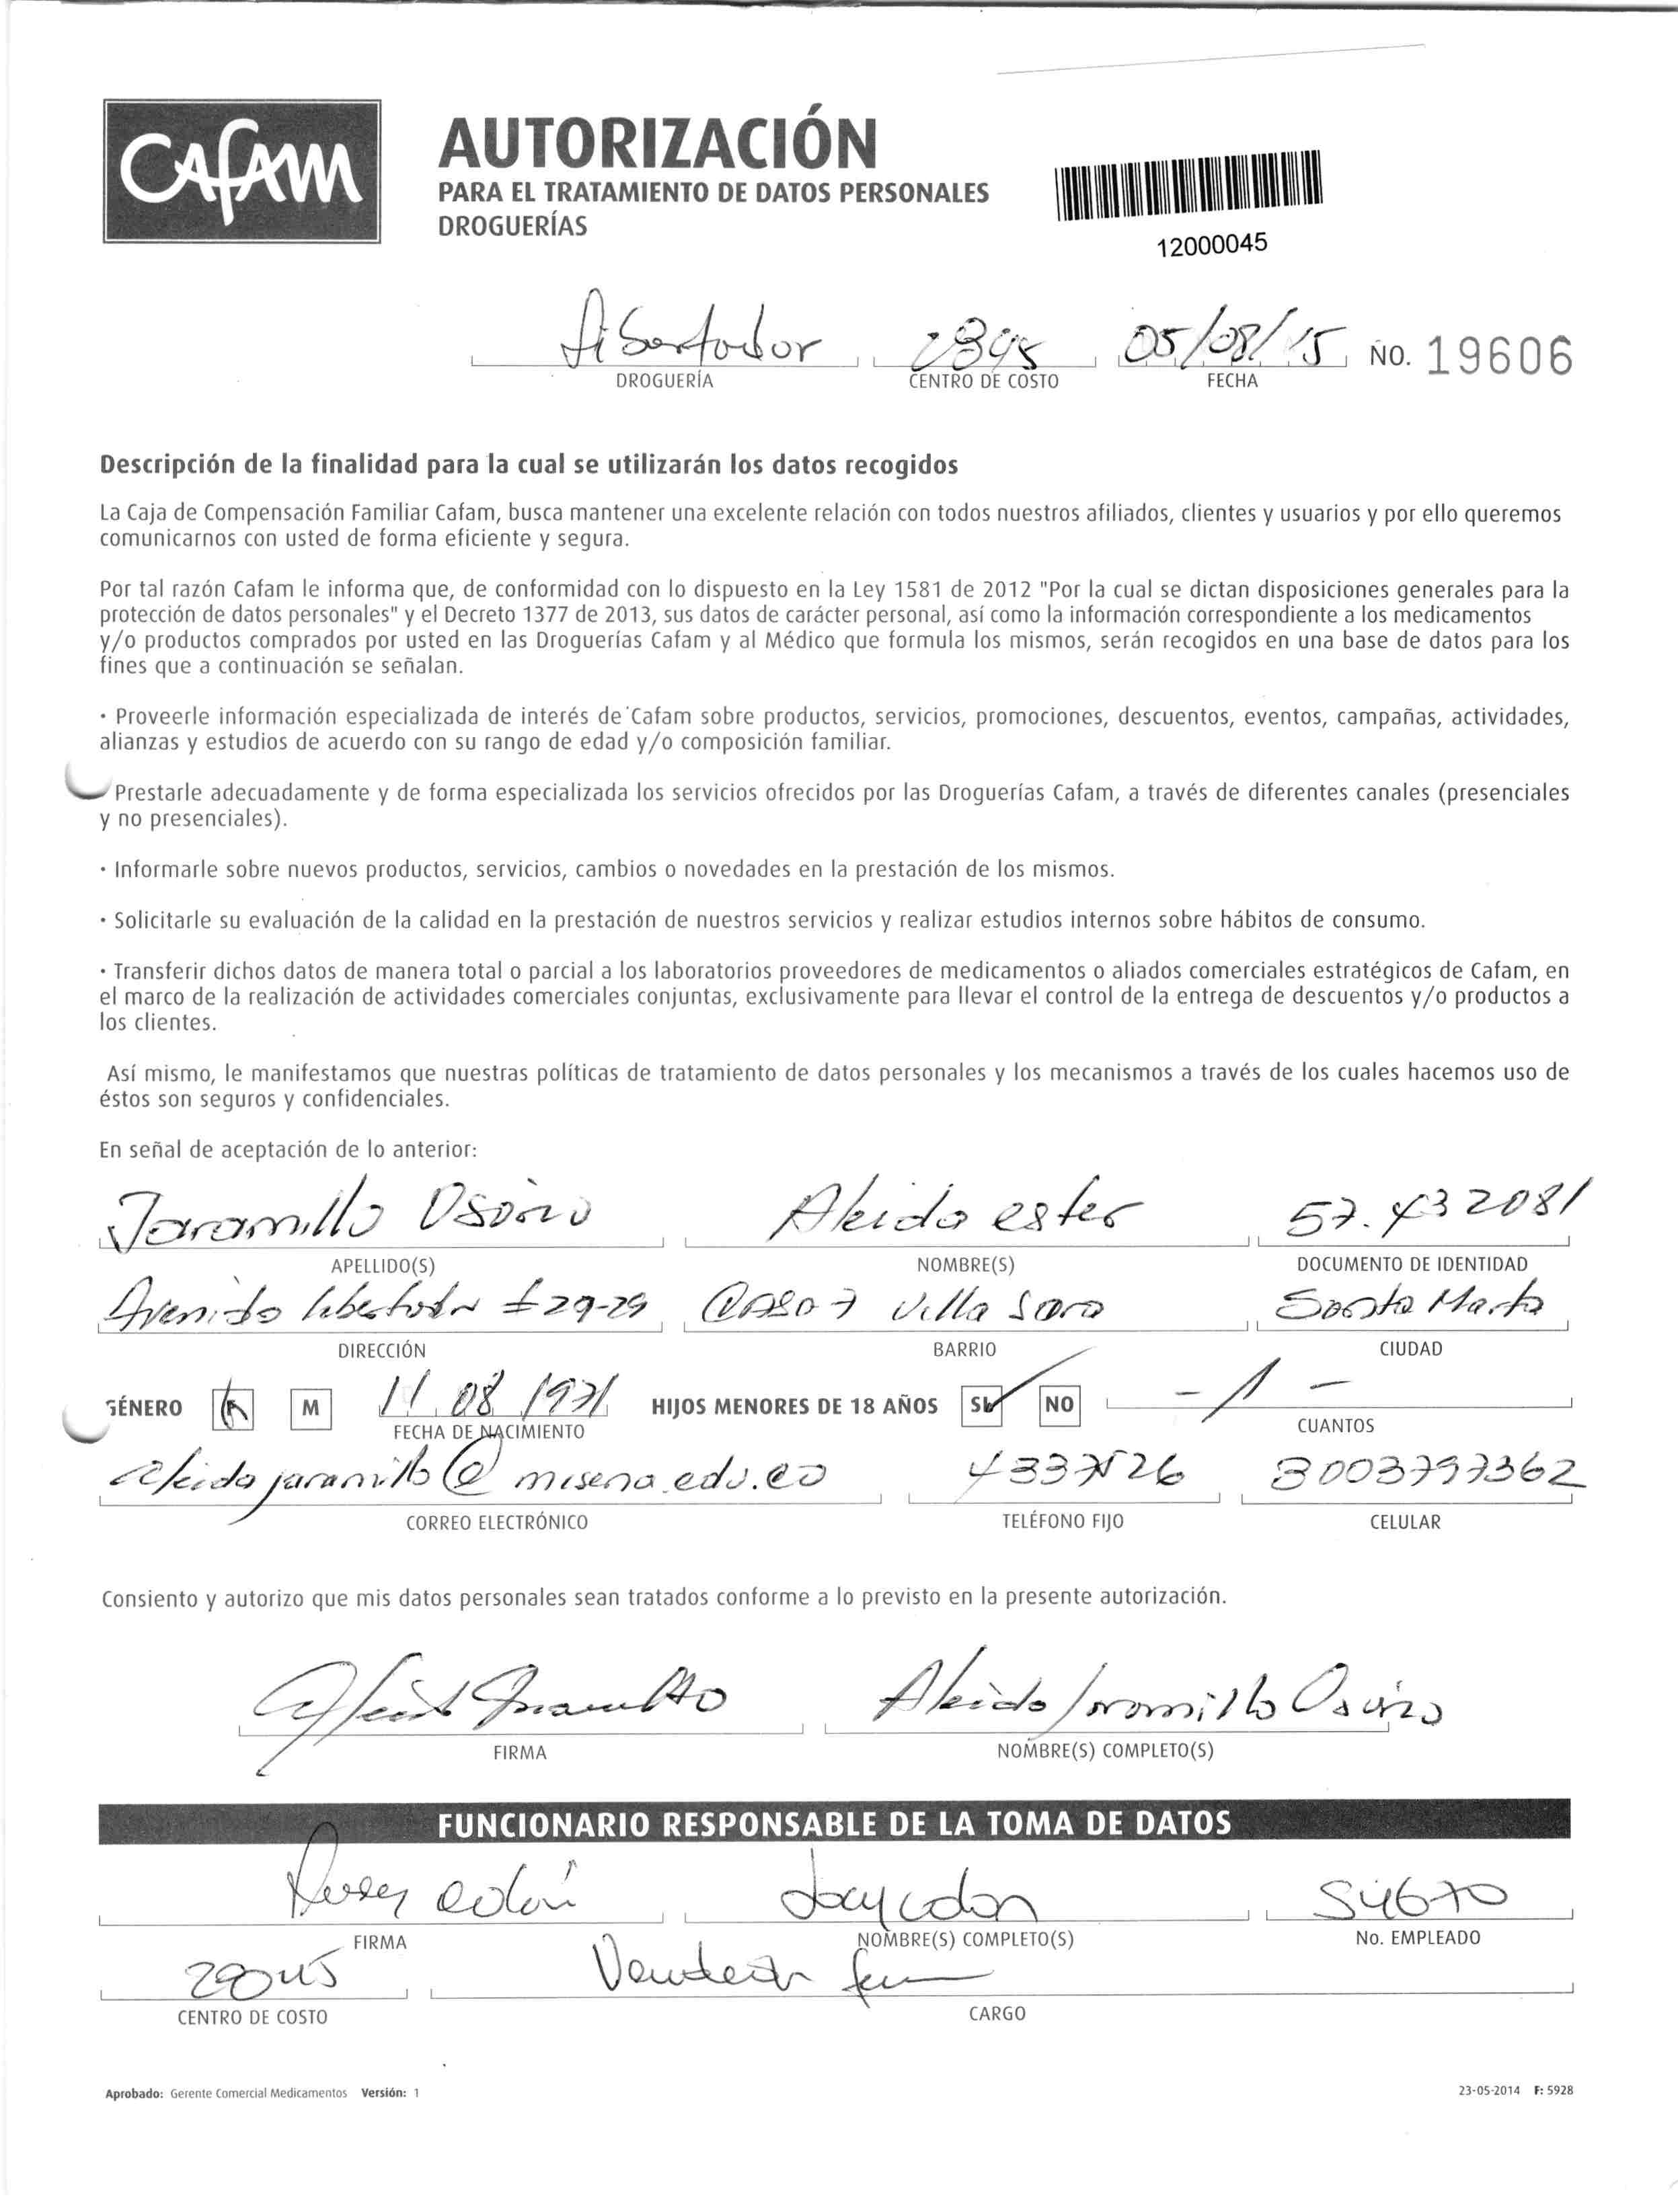 CAFAM
AUTORIZACIÓN
PARA EL TRATAMIENTO DE DATOS PERSONALES
DROGUERÍAS
12000045
libertador 05/08/15 NO. 19606
DROGUERÍA CENTRO DE COSTO FECHA
Descripción de la finalidad para la cual se utilizarán los datos recogidos
La Caja de Compensación Familiar Cafam, busca mantener una excelente relación con todos nuestros afiliados, clientes y usuarios y por ello queremos
comunicarnos con usted de forma eficiente y segura.
Por tal razón Cafam le informa que, de conformidad con lo dispuesto en la Ley 1581 de 2012 "Por la cual se dictan disposiciones generales para la
protección de datos personales" y el Decreto 1377 de 2013, sus datos de carácter personal, así como la información correspondiente a los medicamentos
y/o productos comprados por usted en las Droguerías Cafam y al Médico que formula los mismos, serán recogidos en una base de datos para los
fines que a continuación se señalan.
· Proveerle información especializada de interés de Cafam sobre productos, servicios, promociones, descuentos, eventos, campañas, actividades,
alianzas y estudios de acuerdo con su rango de edad y/o composición familiar.
Prestarle adecuadamente y de forma especializada los servicios ofrecidos por las Droguerías Cafam, a través de diferentes canales (presenciales
y no presenciales).
· Informarle sobre nuevos productos, servicios, cambios o novedades en la prestación de los mismos.
· Solicitarle su evaluación de la calidad en la prestación de nuestros servicios y realizar estudios internos sobre hábitos de consumo.
· Transferir dichos datos de manera total o parcial a los laboratorios proveedores de medicamentos o aliados comerciales estratégicos de Cafam, en
el marco de la realización de actividades comerciales conjuntas, exclusivamente para llevar el control de la entrega de descuentos y/o productos a
los clientes.
Así mismo, le manifestamos que nuestras políticas de tratamiento de datos personales y los mecanismos a través de los cuales hacemos uso de
éstos son seguros y confidenciales.
En señal de aceptación de lo anterior:
Jaramillo Osorio Aleida ester 57.432081
APELLIDO(S) NOMBRE(S) DOCUMENTO DE IDENTIDAD
Avenida libertador # 29-29 Casa 7 Villa Sara Santa Marta
DIRECCIÓN BARRIO CIUDAD
GÉNERO F M 11 08 1971 HIJOS MENORES DE 18 AÑOS SI NO - 1 -
FECHA DE NACIMIENTO CUANTOS
aleidajaramillo@misena.edu.co 4337526 3003797362
CORREO ELECTRÓNICO TELÉFONO FIJO CELULAR
Consiento y autorizo que mis datos personales sean tratados conforme a lo previsto en la presente autorización.
Aleida Jaramillo Aleida Jaramillo Osorio
FIRMA NOMBRE(S) COMPLETO(S)
FUNCIONARIO RESPONSABLE DE LA TOMA DE DATOS
colón colon 54670
FIRMA NOMBRE(S) COMPLETO(S) No. EMPLEADO
Vendedor
CENTRO DE COSTO CARGO
Aprobado: Gerente Comercial Medicamentos Versión: 1 23-05-2014 F: 5928